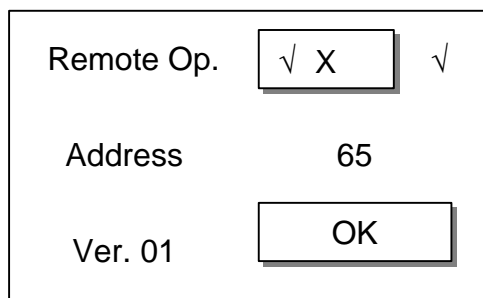 Remote Op. √ X √
Address 65
Ver. 01 OK